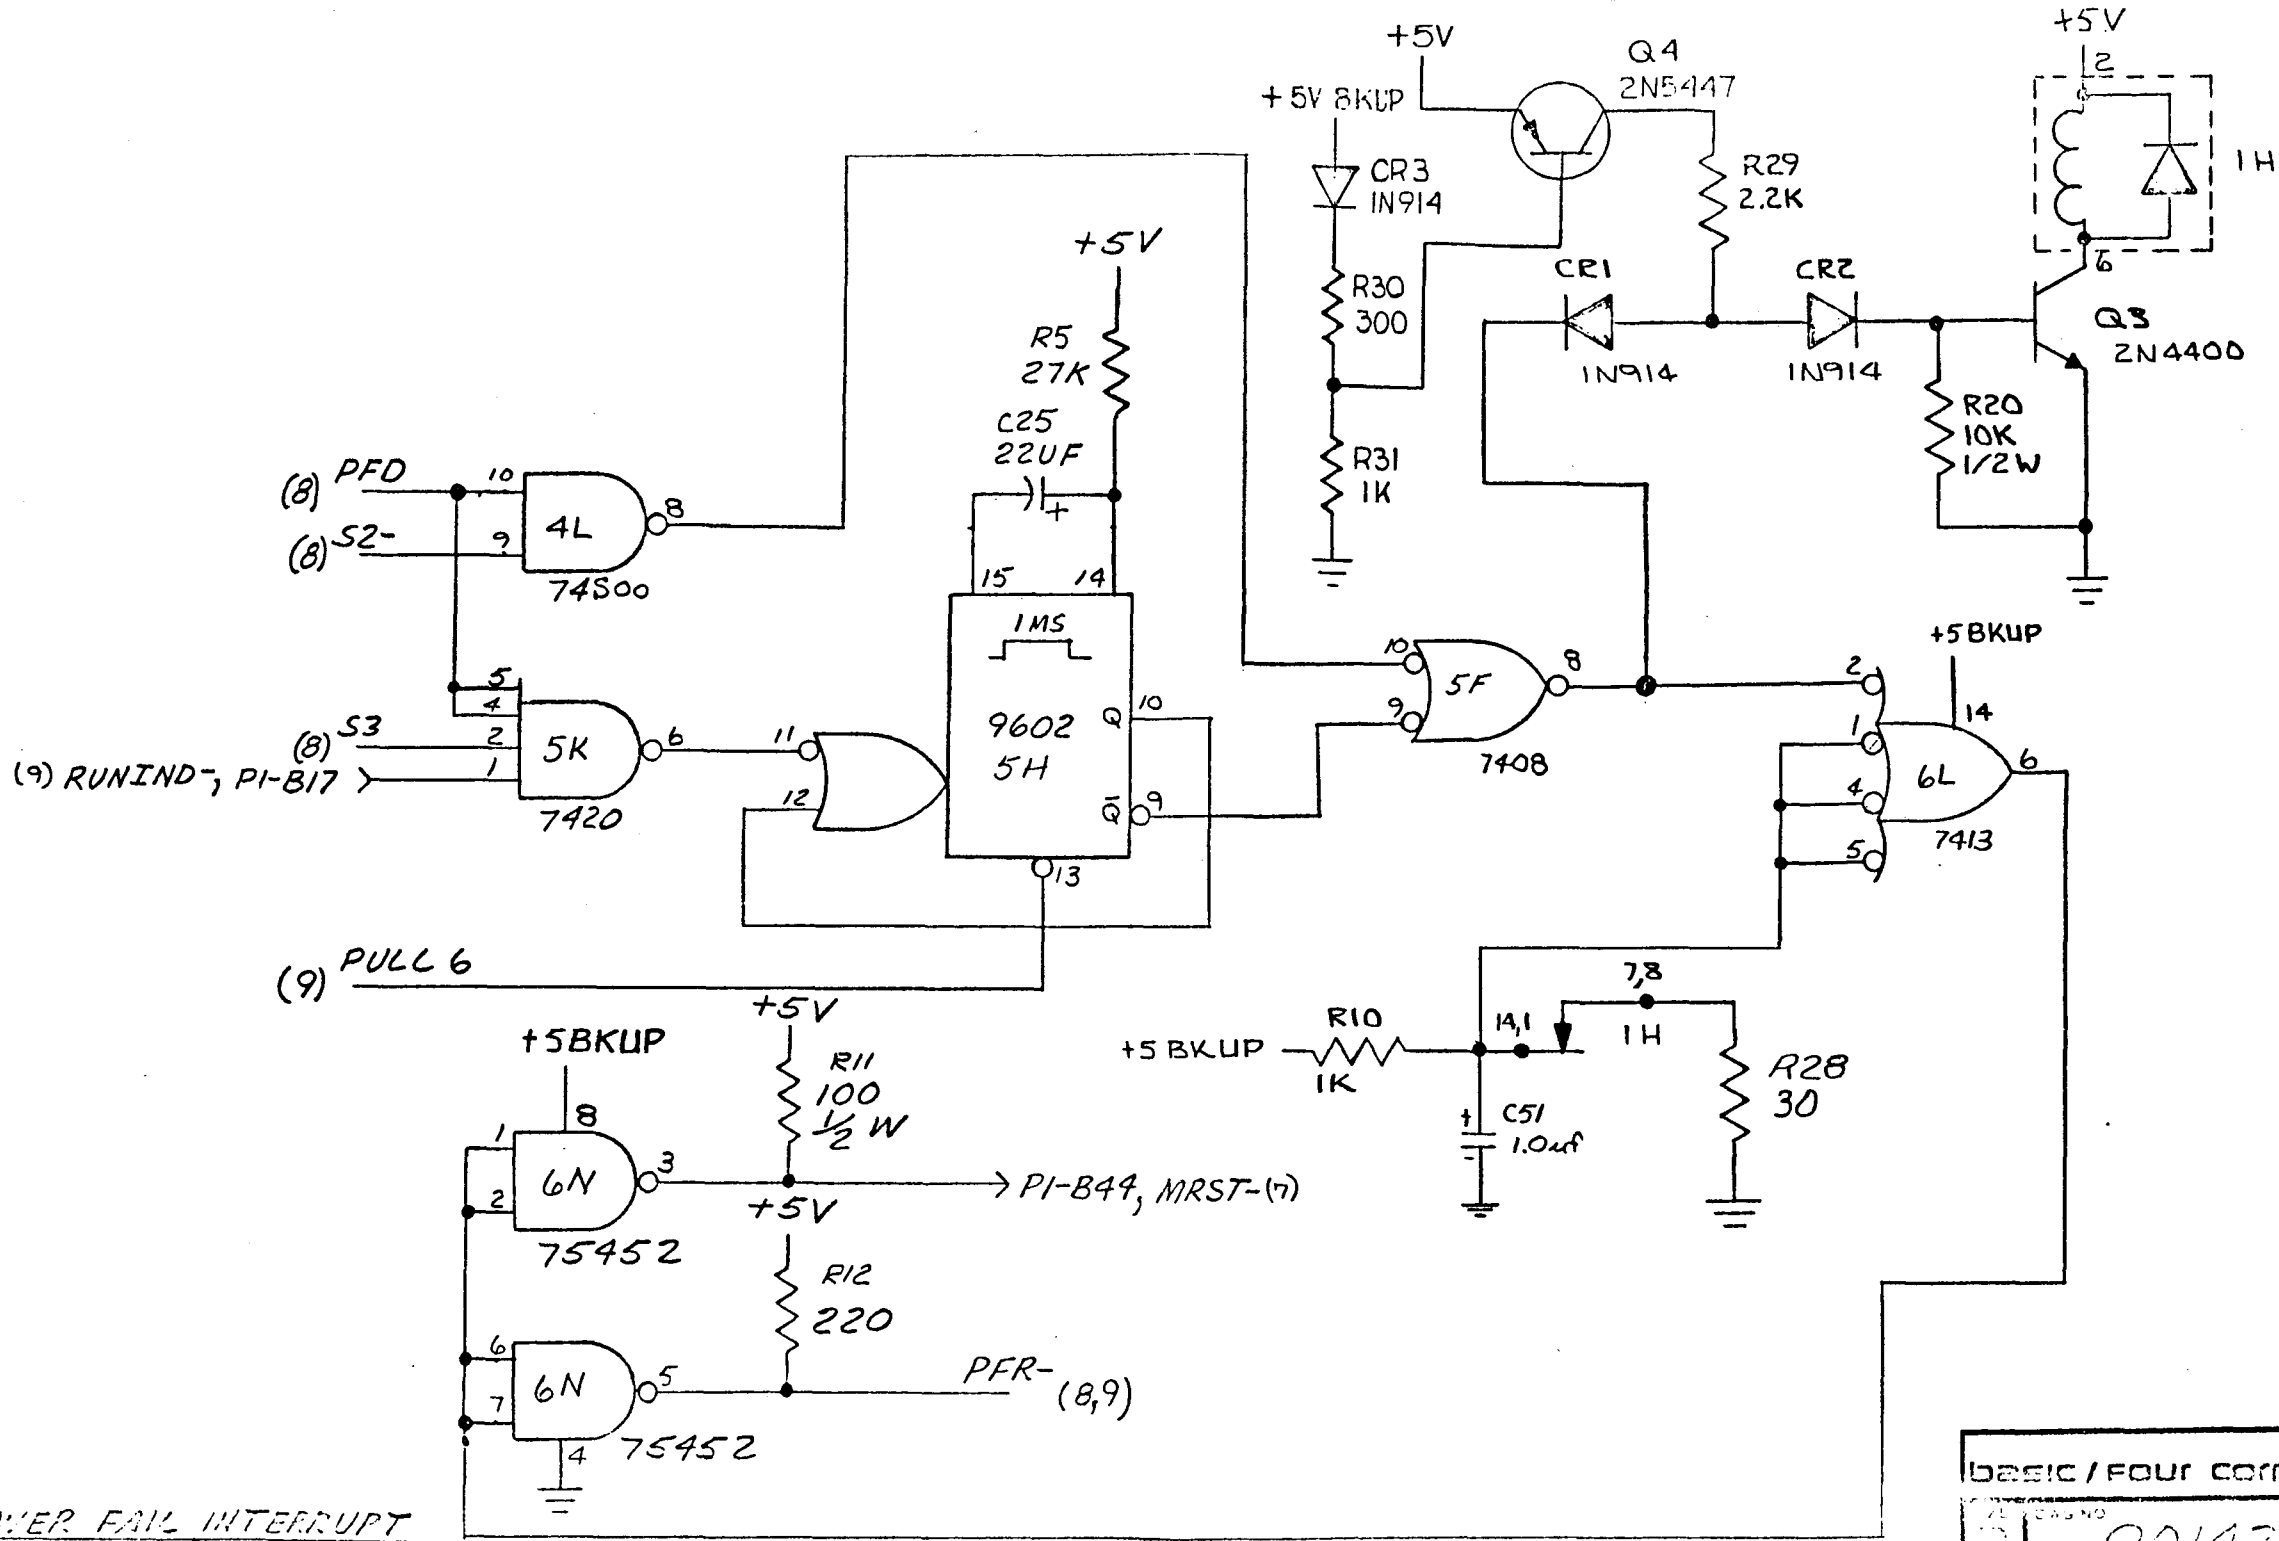 +5V
2
1H
6
Q3
2N4400
+5V
Q4
2N5447
+5V BKUP
CR3
1N914
R29
2.2K
R30
300
CR1
1N914
CR2
1N914
R20
10K
1/2W
R31
1K
+5V
R5
27K
C25
22UF
+
15
14
1MS
9602
5H
Q
10
Q̅
9
13
(8) PFD
10
(8) S2-
9
4L
8
74S00
5
4
(8) S3
2
(9) RUNIND-, P1-B17
1
5K
6
7420
11
12
(9) PULL 6
10
9
5F
8
7408
+5BKUP
14
2
1
4
5
6L
6
7413
+5 BKUP
R10
1K
14,1
7,8
1H
+
C51
1.0uf
R28
30
+5BKUP
8
1
2
6N
3
75452
+5V
R11
100
1/2 W
P1-B44, MRST-(7)
+5V
R12
220
6
7
6N
5
4
75452
PFR-
(8,9)
WER FAIL INTERRUPT
basic/Four corr